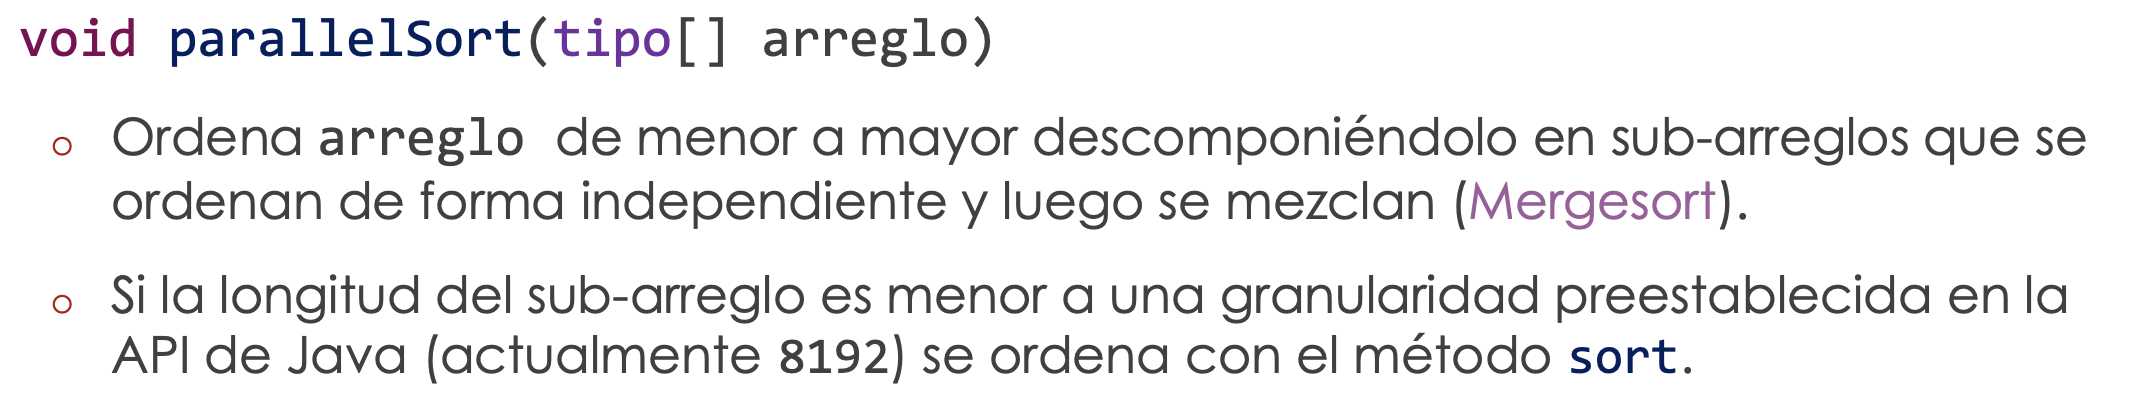 void parallelSort(tipo[] arreglo)
Ordena arreglo de menor a mayor descomponiéndolo en sub-arreglos que se
ordenan de forma independiente y luego se mezclan (Mergesort).
Si la longitud del sub-arreglo es menor a una granularidad preestablecida en la
API de Java (actualmente 8192) se ordena con el método sort.